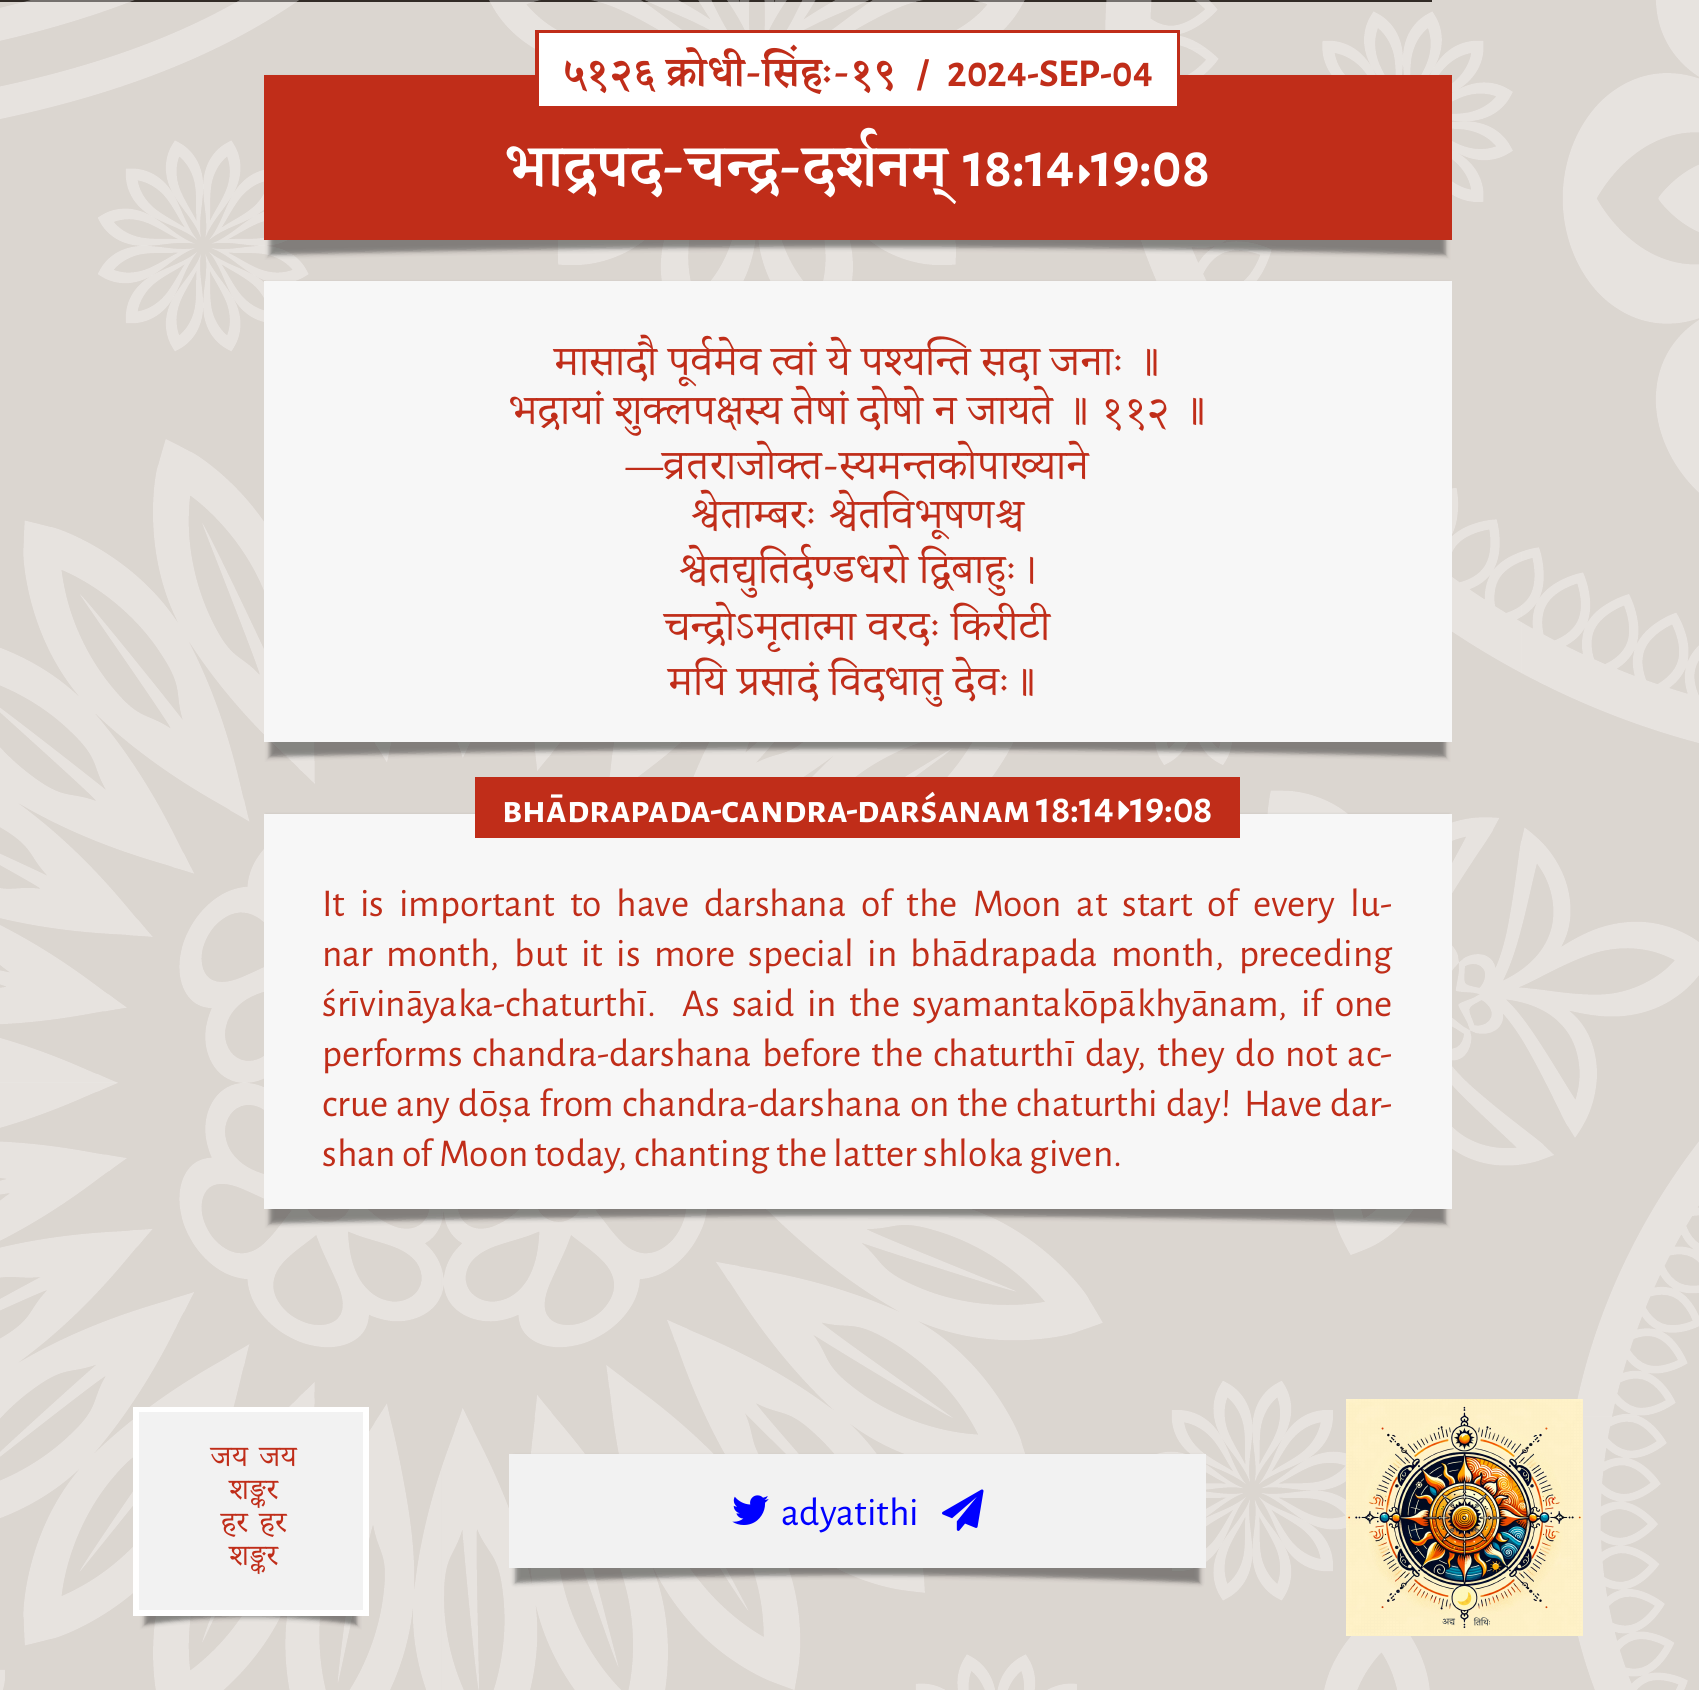 ५१२६ क्रोधी-सिंहः-१९ / 2024-SEP-04
भाद्रपद-चन्द्र-दर्शनम् 18:14▸19:08
मासादौ पूर्वमेव त्वां ये पश्यन्ति सदा जनाः ॥
भद्रायां शुक्लपक्षस्य तेषां दोषो न जायते ॥ ११२ ॥
—व्रतराजोक्त-स्यमन्तकोपाख्याने
श्वेताम्बरः श्वेतविभूषणश्च
श्वेतद्युतिर्दण्डधरो द्विबाहुः।
चन्द्रोऽमृतात्मा वरदः किरीटी
मयि प्रसादं विदधातु देवः॥
BHĀDRAPADA-CANDRA-DARŚANAM 18:14▸19:08
It is important to have darshana of the Moon at start of every lu-
nar month, but it is more special in bhādrapada month, preceding
śrīvināyaka-chaturthī. As said in the syamantakōpākhyānam, if one
performs chandra-darshana before the chaturthī day, they do not ac-
crue any dōṣa from chandra-darshana on the chaturthi day! Have dar-
shan of Moon today, chanting the latter shloka given.
जय जय
शङ्कर
हर हर
शङ्कर
adyatithi
अद्य तिथिः